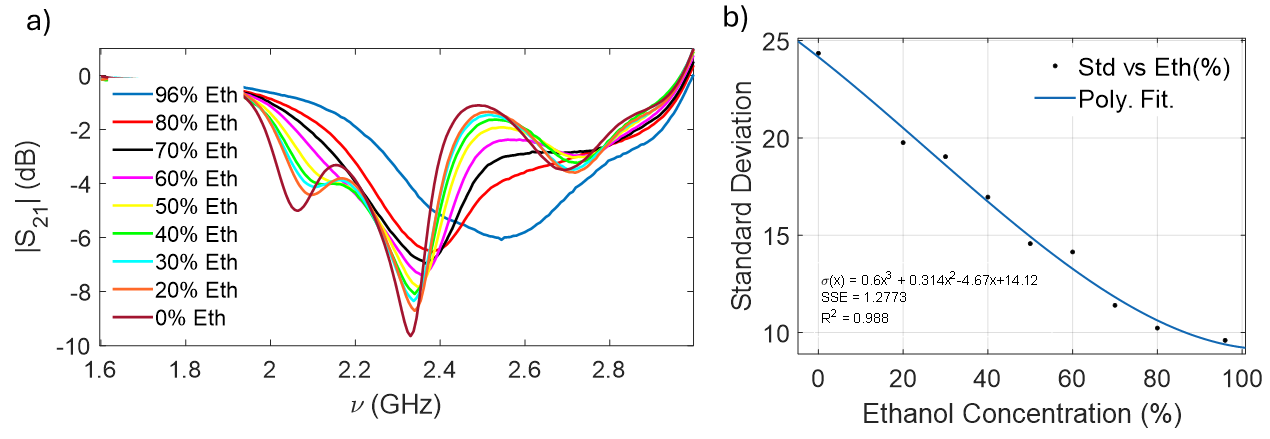 a)
|S21| (dB)
0
-2
-4
-6
-8
-10
96% Eth
80% Eth
70% Eth
60% Eth
50% Eth
40% Eth
30% Eth
20% Eth
0% Eth
1.6
2
2.2
2.4
2.6
2.8
ν (GHz)
b)
Standard Deviation
25
20
15
10
Std vs Eth(%)
Poly. Fit.
σ(x) = 0.6x³ + 0.314x²-4.67x+14.12
SSE = 1.2773
R² = 0.988
0
20
40
60
80
100
Ethanol Concentration (%)